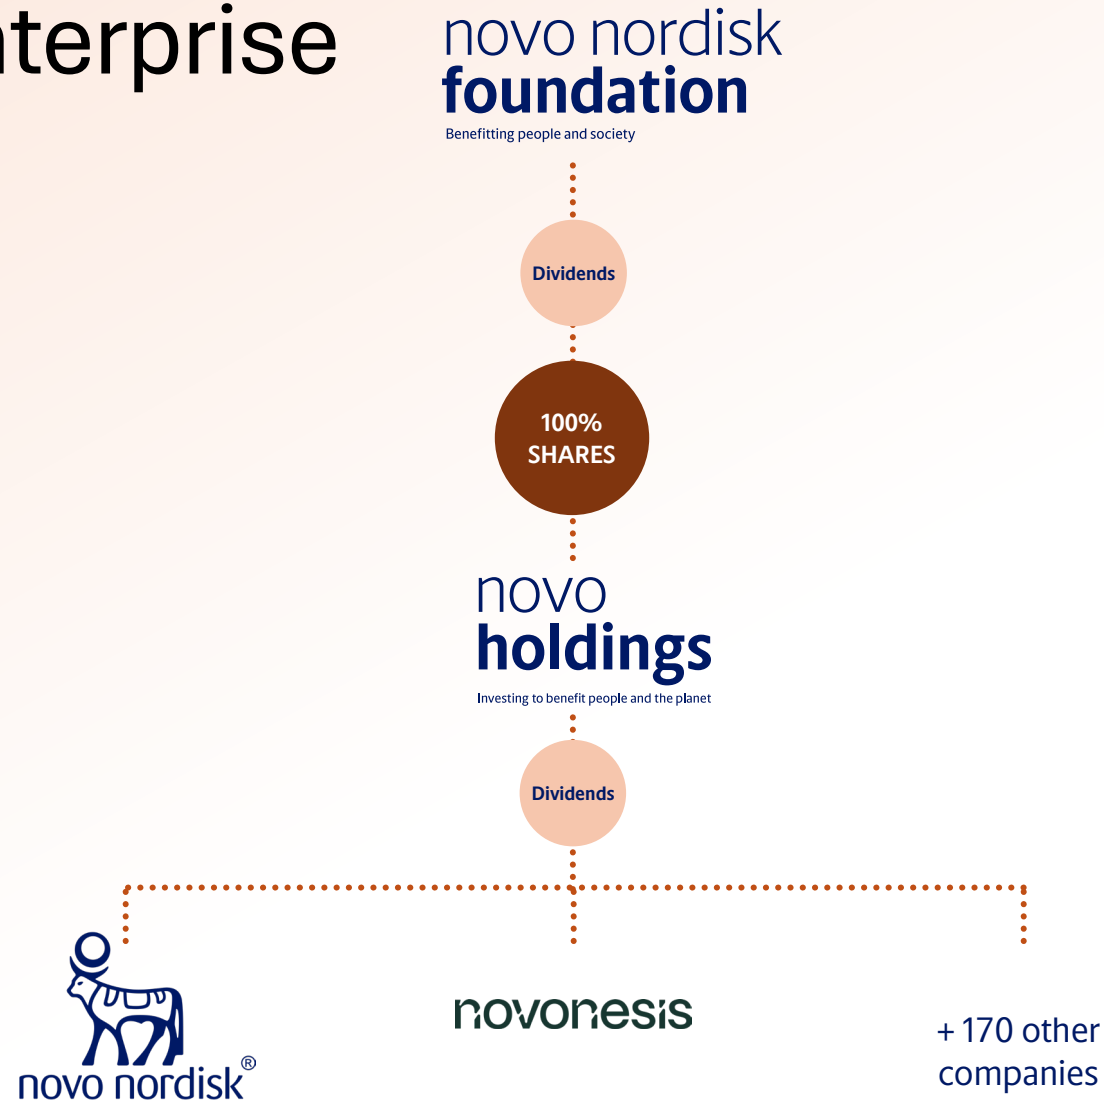 nterprise
novo nordisk
foundation
Benefitting people and society
Dividends
100%
SHARES
novo
holdings
Investing to benefit people and the planet
Dividends
novo nordisk®
novonesis
+ 170 other
companies